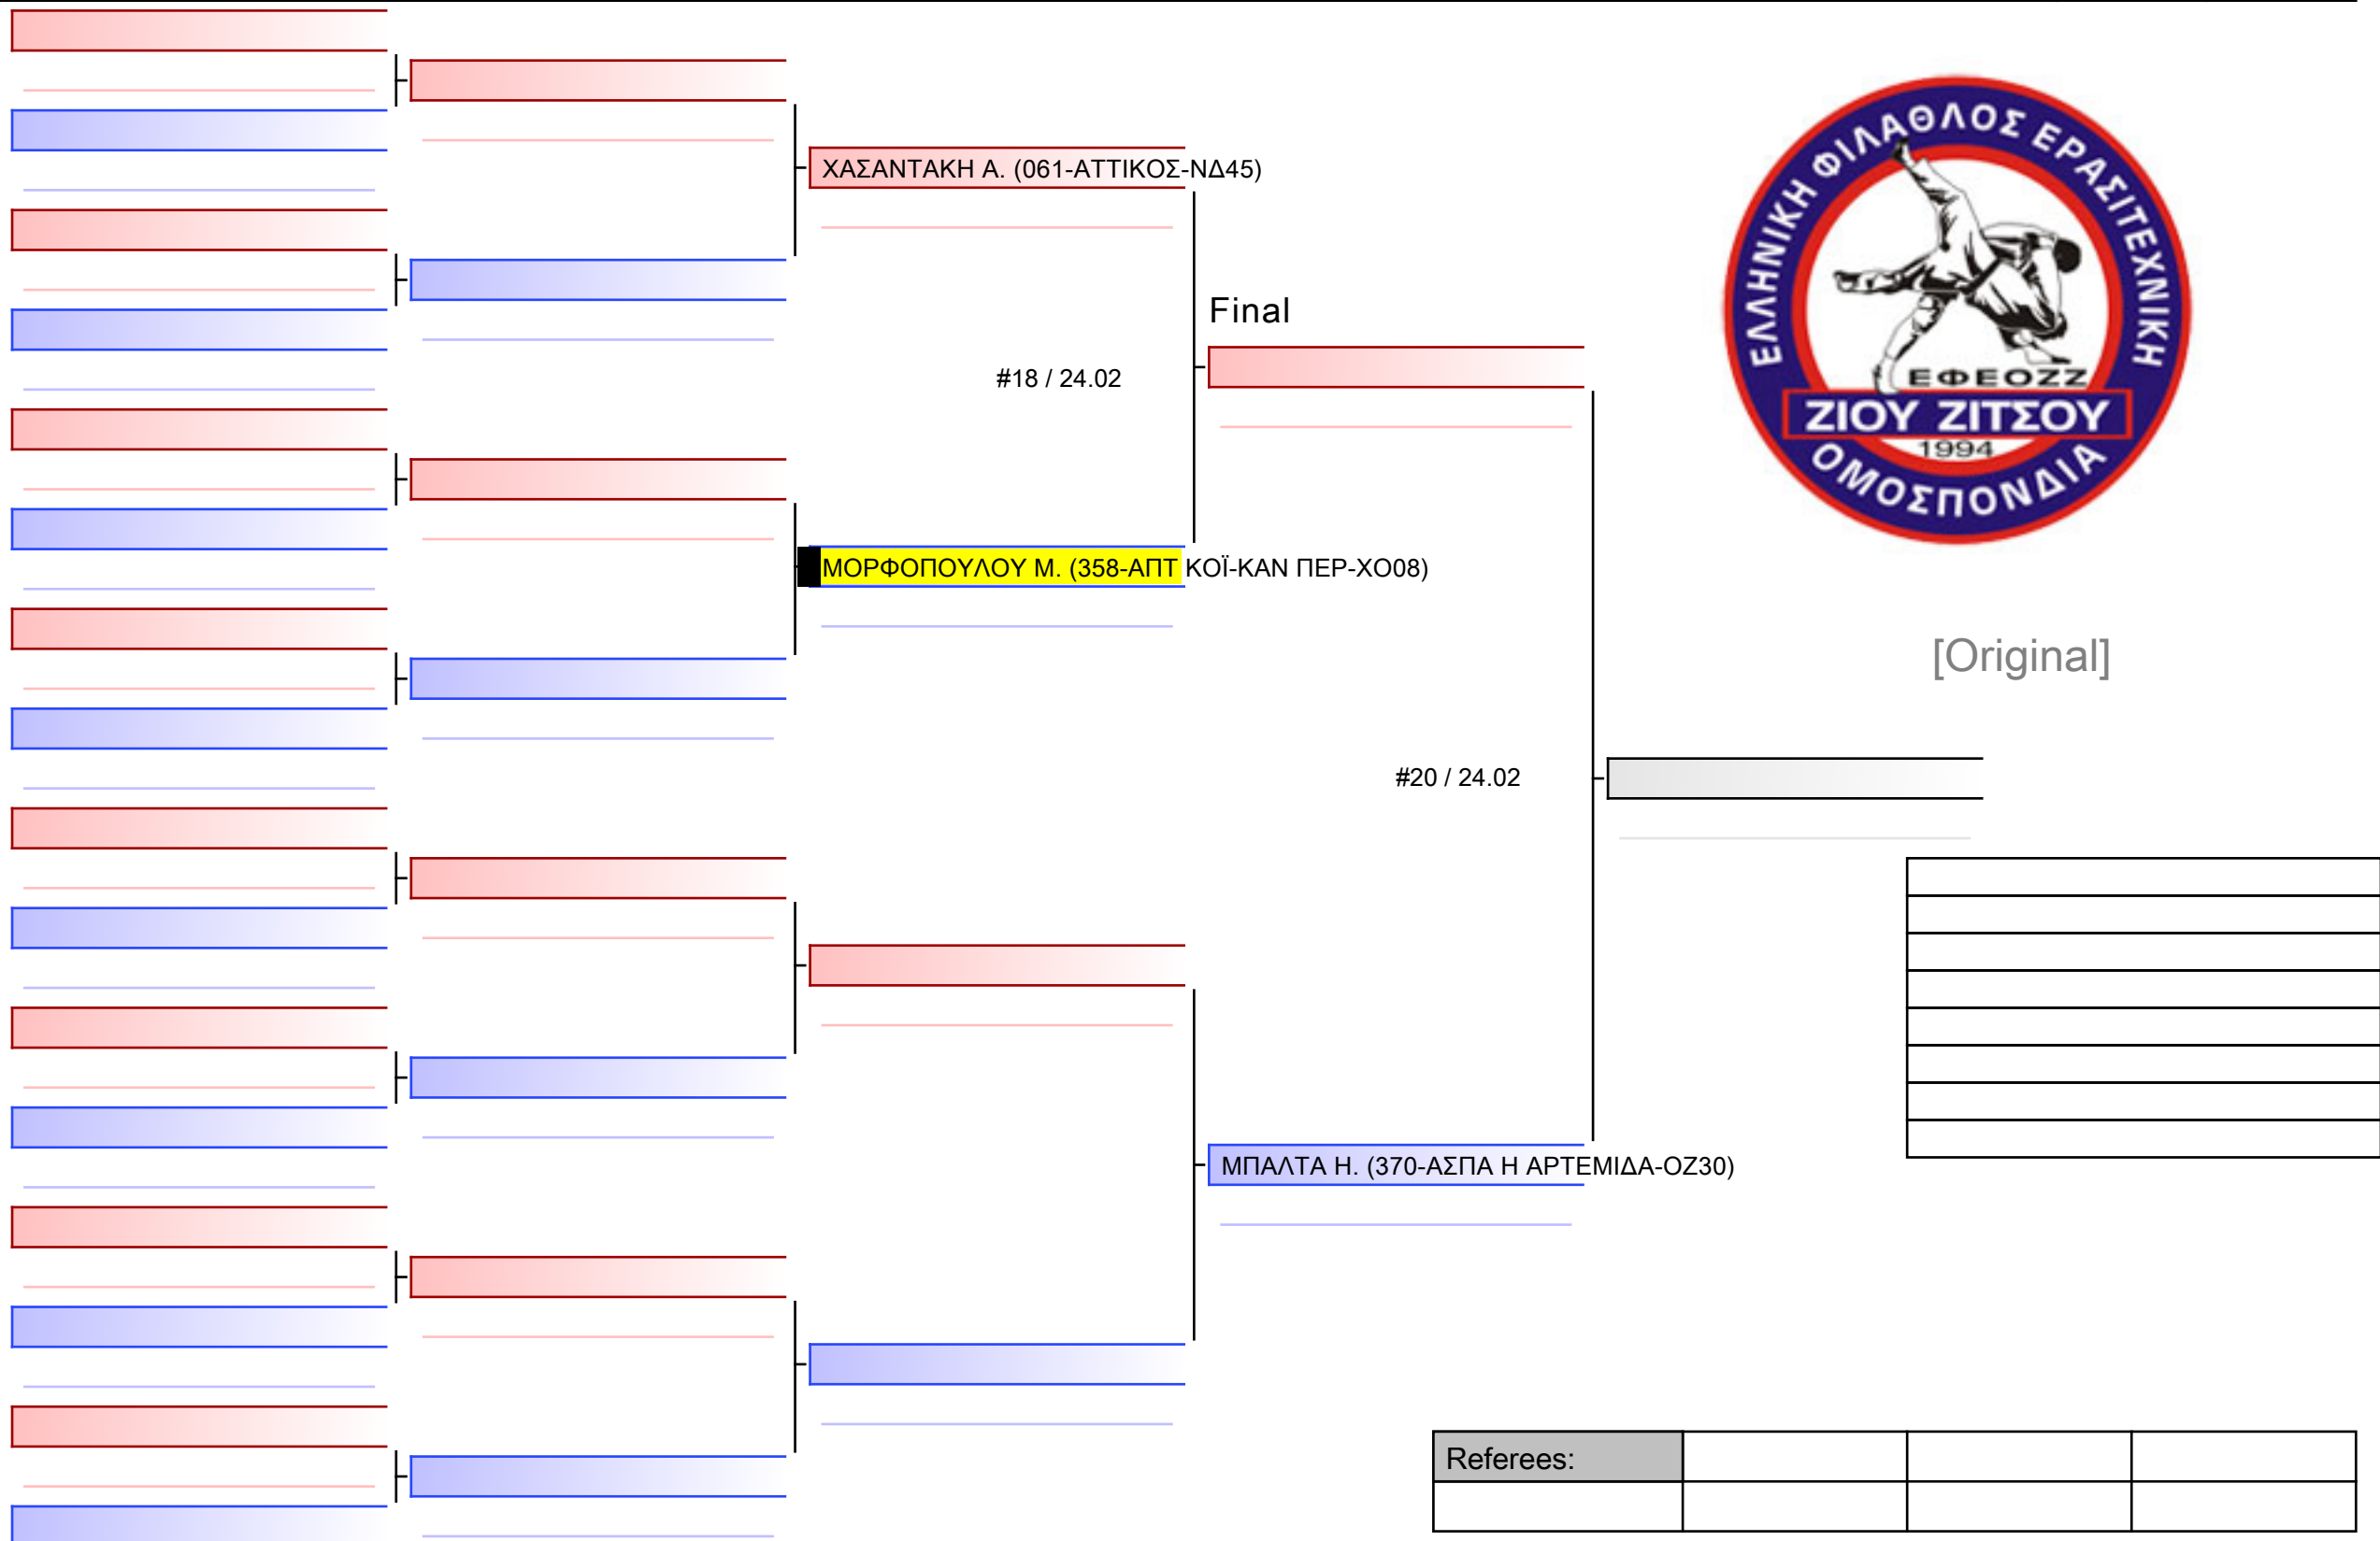 ΕΛΛΗΝΙΚΗ ΦΙΛΑΘΛΟΣ ΕΡΑΣΙΤΕΧΝΙΚΗ
ΧΑΣΑΝΤΑΚΗ Α. (061-ΑΤΤΙΚΟΣ-ΝΔ45)
Final
#18 / 24.02
ΕΦΕΟΖΖ
ΖΙΟΥ ΖΙΤΣΟΥ
1994
ΟΜΟΣΠΟΝΔΙΑ
ΜΟΡΦΟΠΟΥΛΟΥ Μ. (358-ΑΠΤ ΚΟΪ-ΚΑΝ ΠΕΡ-ΧΟ08)
[Original]
#20 / 24.02
ΜΠΑΛΤΑ Η. (370-ΑΣΠΑ Η ΑΡΤΕΜΙΔΑ-ΟΖ30)
Referees: